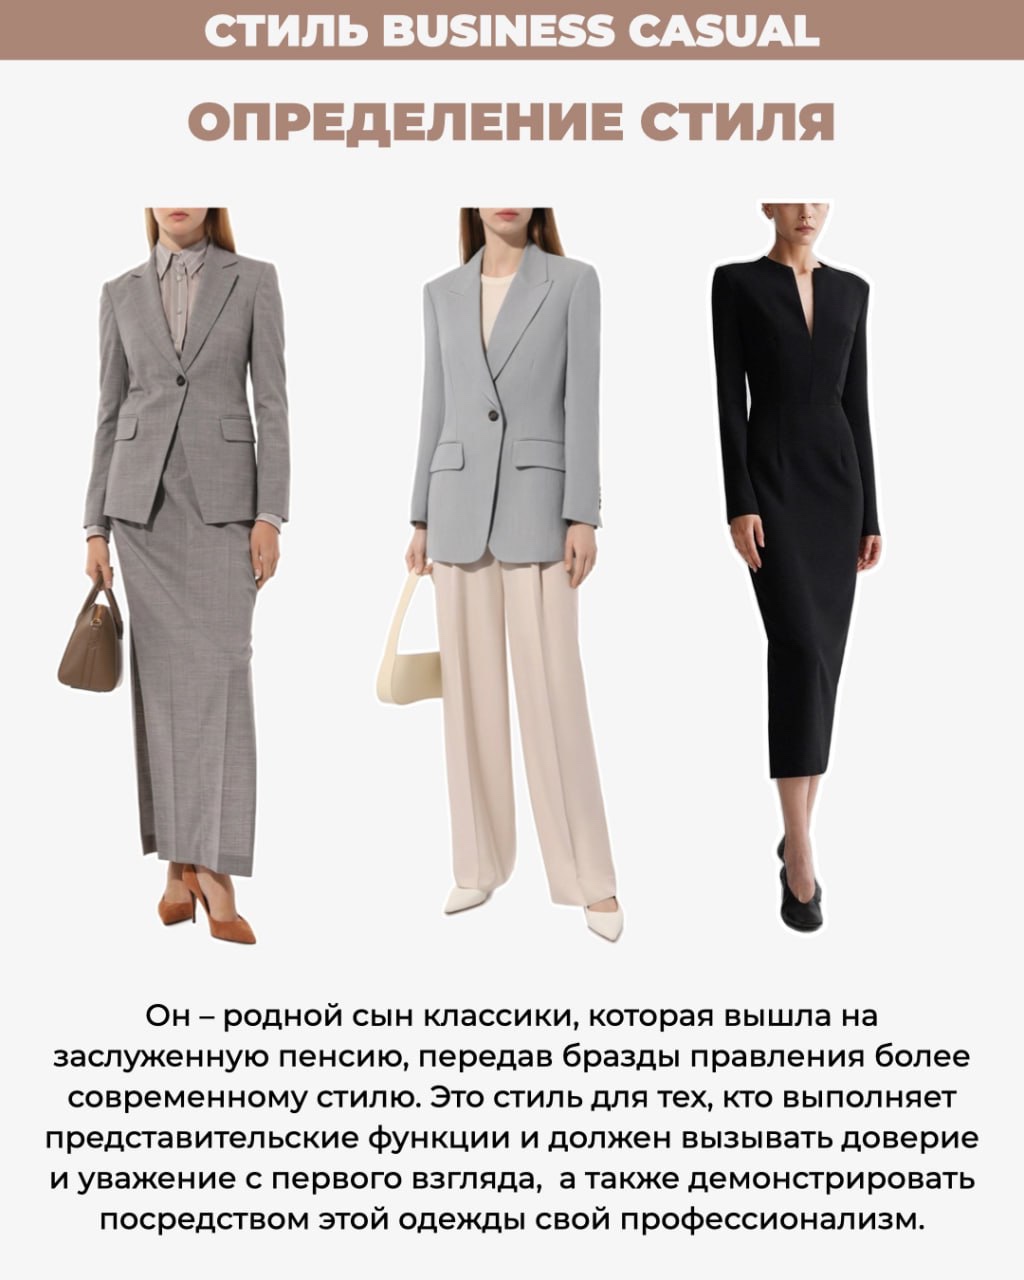 СТИЛЬ BUSINESS CASUAL
ОПРЕДЕЛЕНИЕ СТИЛЯ
Он – родной сын классики, которая вышла на
заслуженную пенсию, передав бразды правления более
современному стилю. Это стиль для тех, кто выполняет
представительские функции и должен вызывать доверие
и уважение с первого взгляда,  а также демонстрировать
посредством этой одежды свой профессионализм.